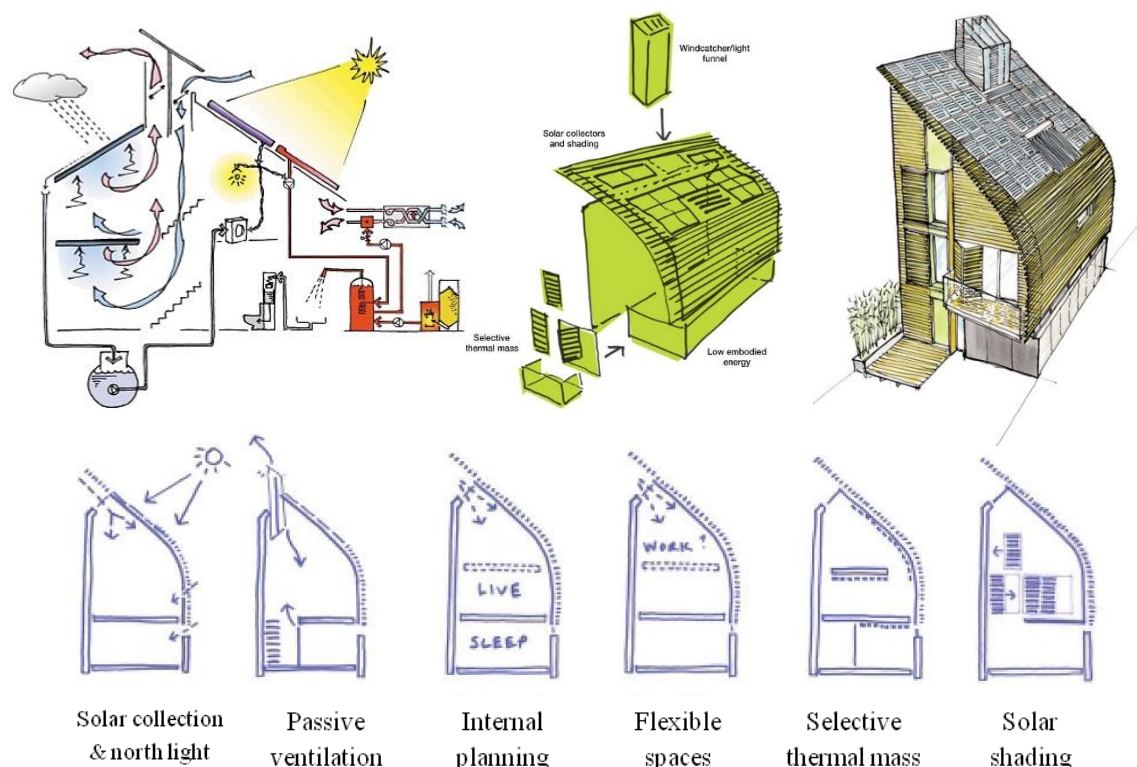 Windcatcher/light
funnel
Solar collectors
and shading
Selective
thermal mass
Low embodied
energy
WORK?
LIVE
SLEEP
Solar collection
& north light
Passive
ventilation
Internal
planning
Flexible
spaces
Selective
thermal mass
Solar
shading